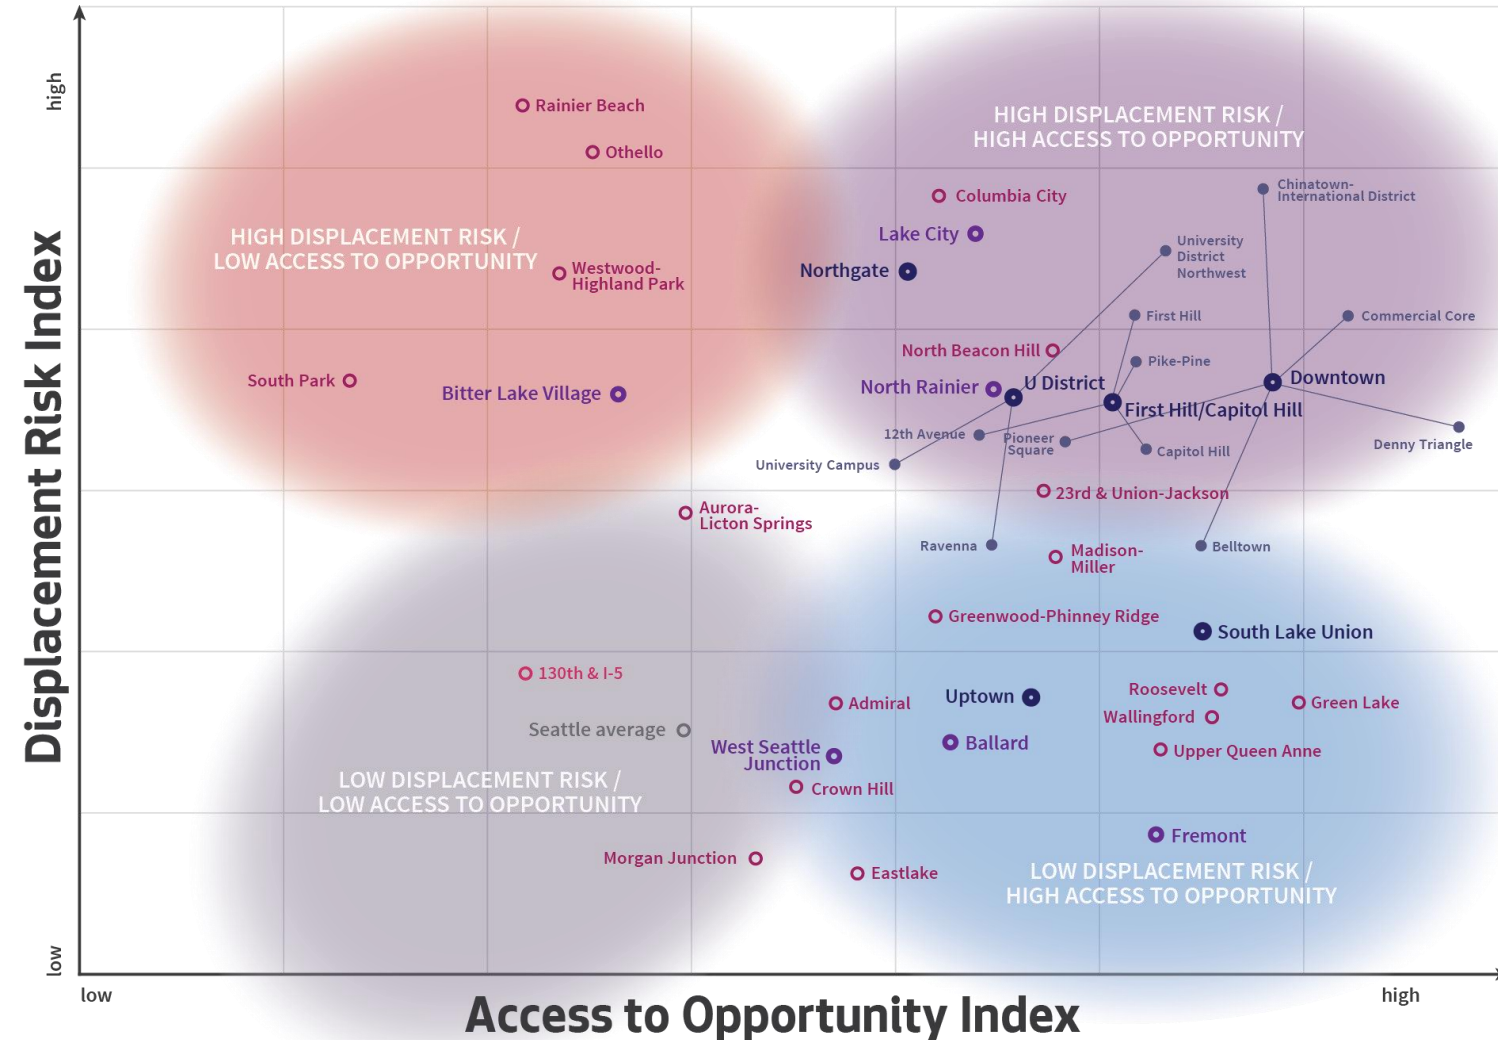 Displacement Risk Index
high
low
Rainier Beach
Othello
HIGH DISPLACEMENT RISK /
LOW ACCESS TO OPPORTUNITY
Westwood-
Highland Park
South Park
Bitter Lake Village
HIGH DISPLACEMENT RISK /
HIGH ACCESS TO OPPORTUNITY
Chinatown-
International District
Columbia City
Lake City
University
District
Northwest
Northgate
First Hill
Commercial Core
North Beacon Hill
Pike-Pine
North Rainier
U District
Downtown
First Hill/Capitol Hill
12th Avenue
Pioneer
Square
Capitol Hill
Denny Triangle
University Campus
23rd & Union-Jackson
Aurora-
Licton Springs
Ravenna
Madison-
Miller
Belltown
Greenwood-Phinney Ridge
South Lake Union
130th & I-5
Seattle average
Admiral
Uptown
Roosevelt
Green Lake
Wallingford
West Seattle
Junction
Ballard
Upper Queen Anne
Crown Hill
LOW DISPLACEMENT RISK /
LOW ACCESS TO OPPORTUNITY
Fremont
Morgan Junction
Eastlake
LOW DISPLACEMENT RISK /
HIGH ACCESS TO OPPORTUNITY
low
high
Access to Opportunity Index